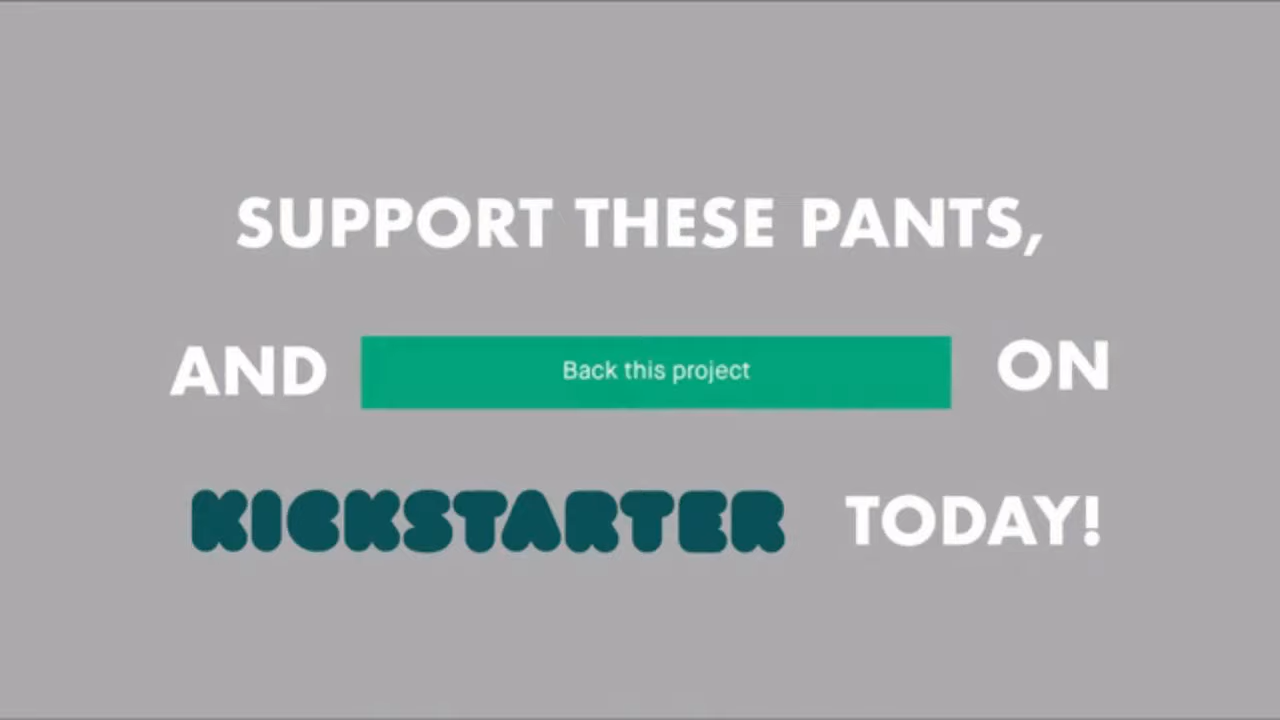 SUPPORT THESE PANTS,
AND Back this project ON
KICKSTARTER TODAY!